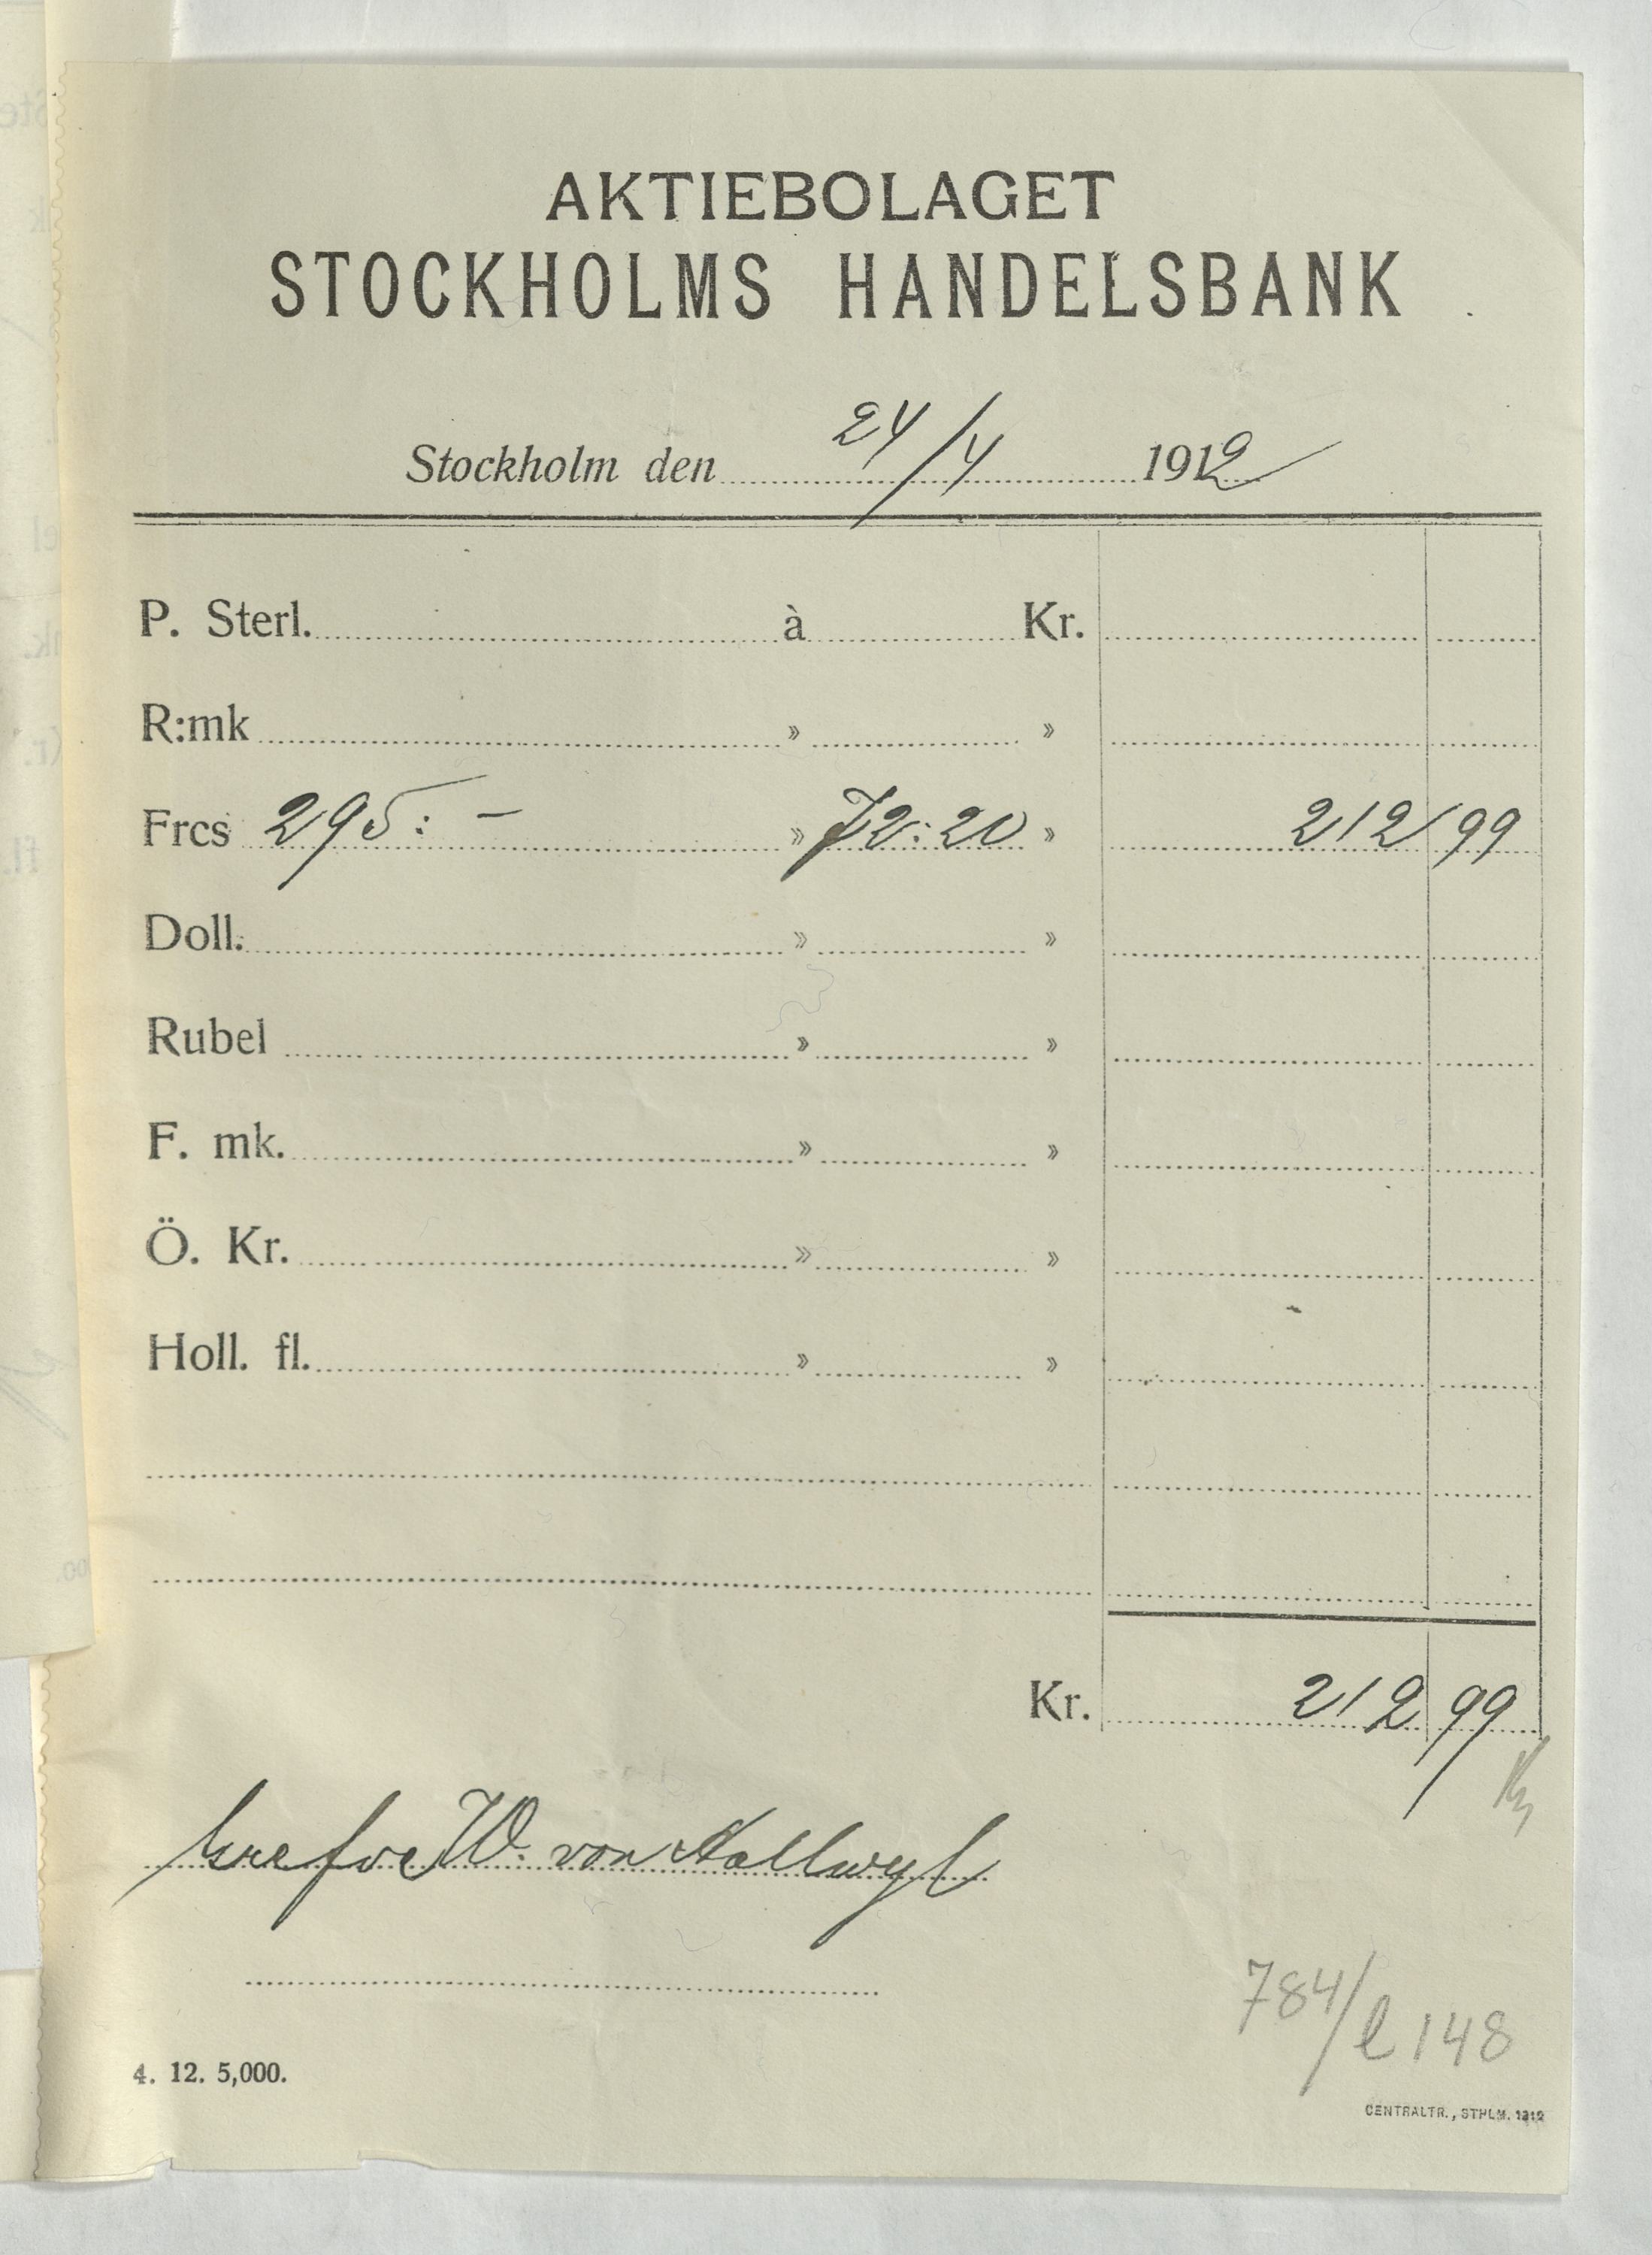 AKTIEBOLAGET
STOCKHOLMS HANDELSBANK
Stockholm den 24/4 1912
P. Sterl. à Kr.
R:mk » »
Frcs 295:- » 72:20 » 212 99
Doll. » »
Rubel » »
F. mk. » »
Ö. Kr. » »
Holl. fl. » »
Kr. 212 99
Grefve W. von Hallwyl
784/l 148
4. 12. 5,000.
CENTRALTR., STHLM. 1912